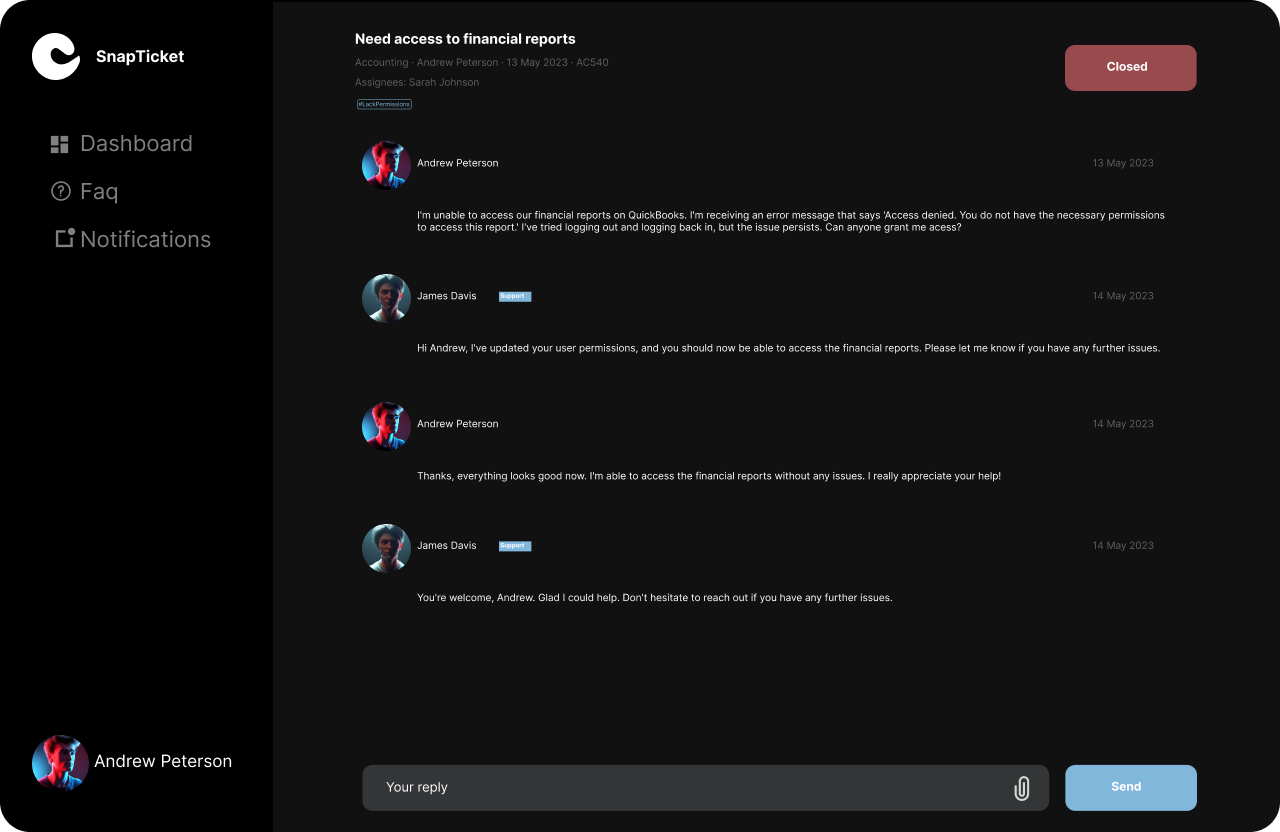 SnapTicket
Dashboard
Faq
Notifications
Andrew Peterson
Need access to financial reports
Accounting · Andrew Peterson · 13 May 2023 · AC540
Assignees: Sarah Johnson
#LackPermissions
Closed
Andrew Peterson
13 May 2023
I'm unable to access our financial reports on QuickBooks. I'm receiving an error message that says 'Access denied. You do not have the necessary permissions
to access this report.' I've tried logging out and logging back in, but the issue persists. Can anyone grant me acess?
James Davis
Support
14 May 2023
Hi Andrew, I've updated your user permissions, and you should now be able to access the financial reports. Please let me know if you have any further issues.
Andrew Peterson
14 May 2023
Thanks, everything looks good now. I'm able to access the financial reports without any issues. I really appreciate your help!
James Davis
Support
14 May 2023
You're welcome, Andrew. Glad I could help. Don't hesitate to reach out if you have any further issues.
Your reply
Send